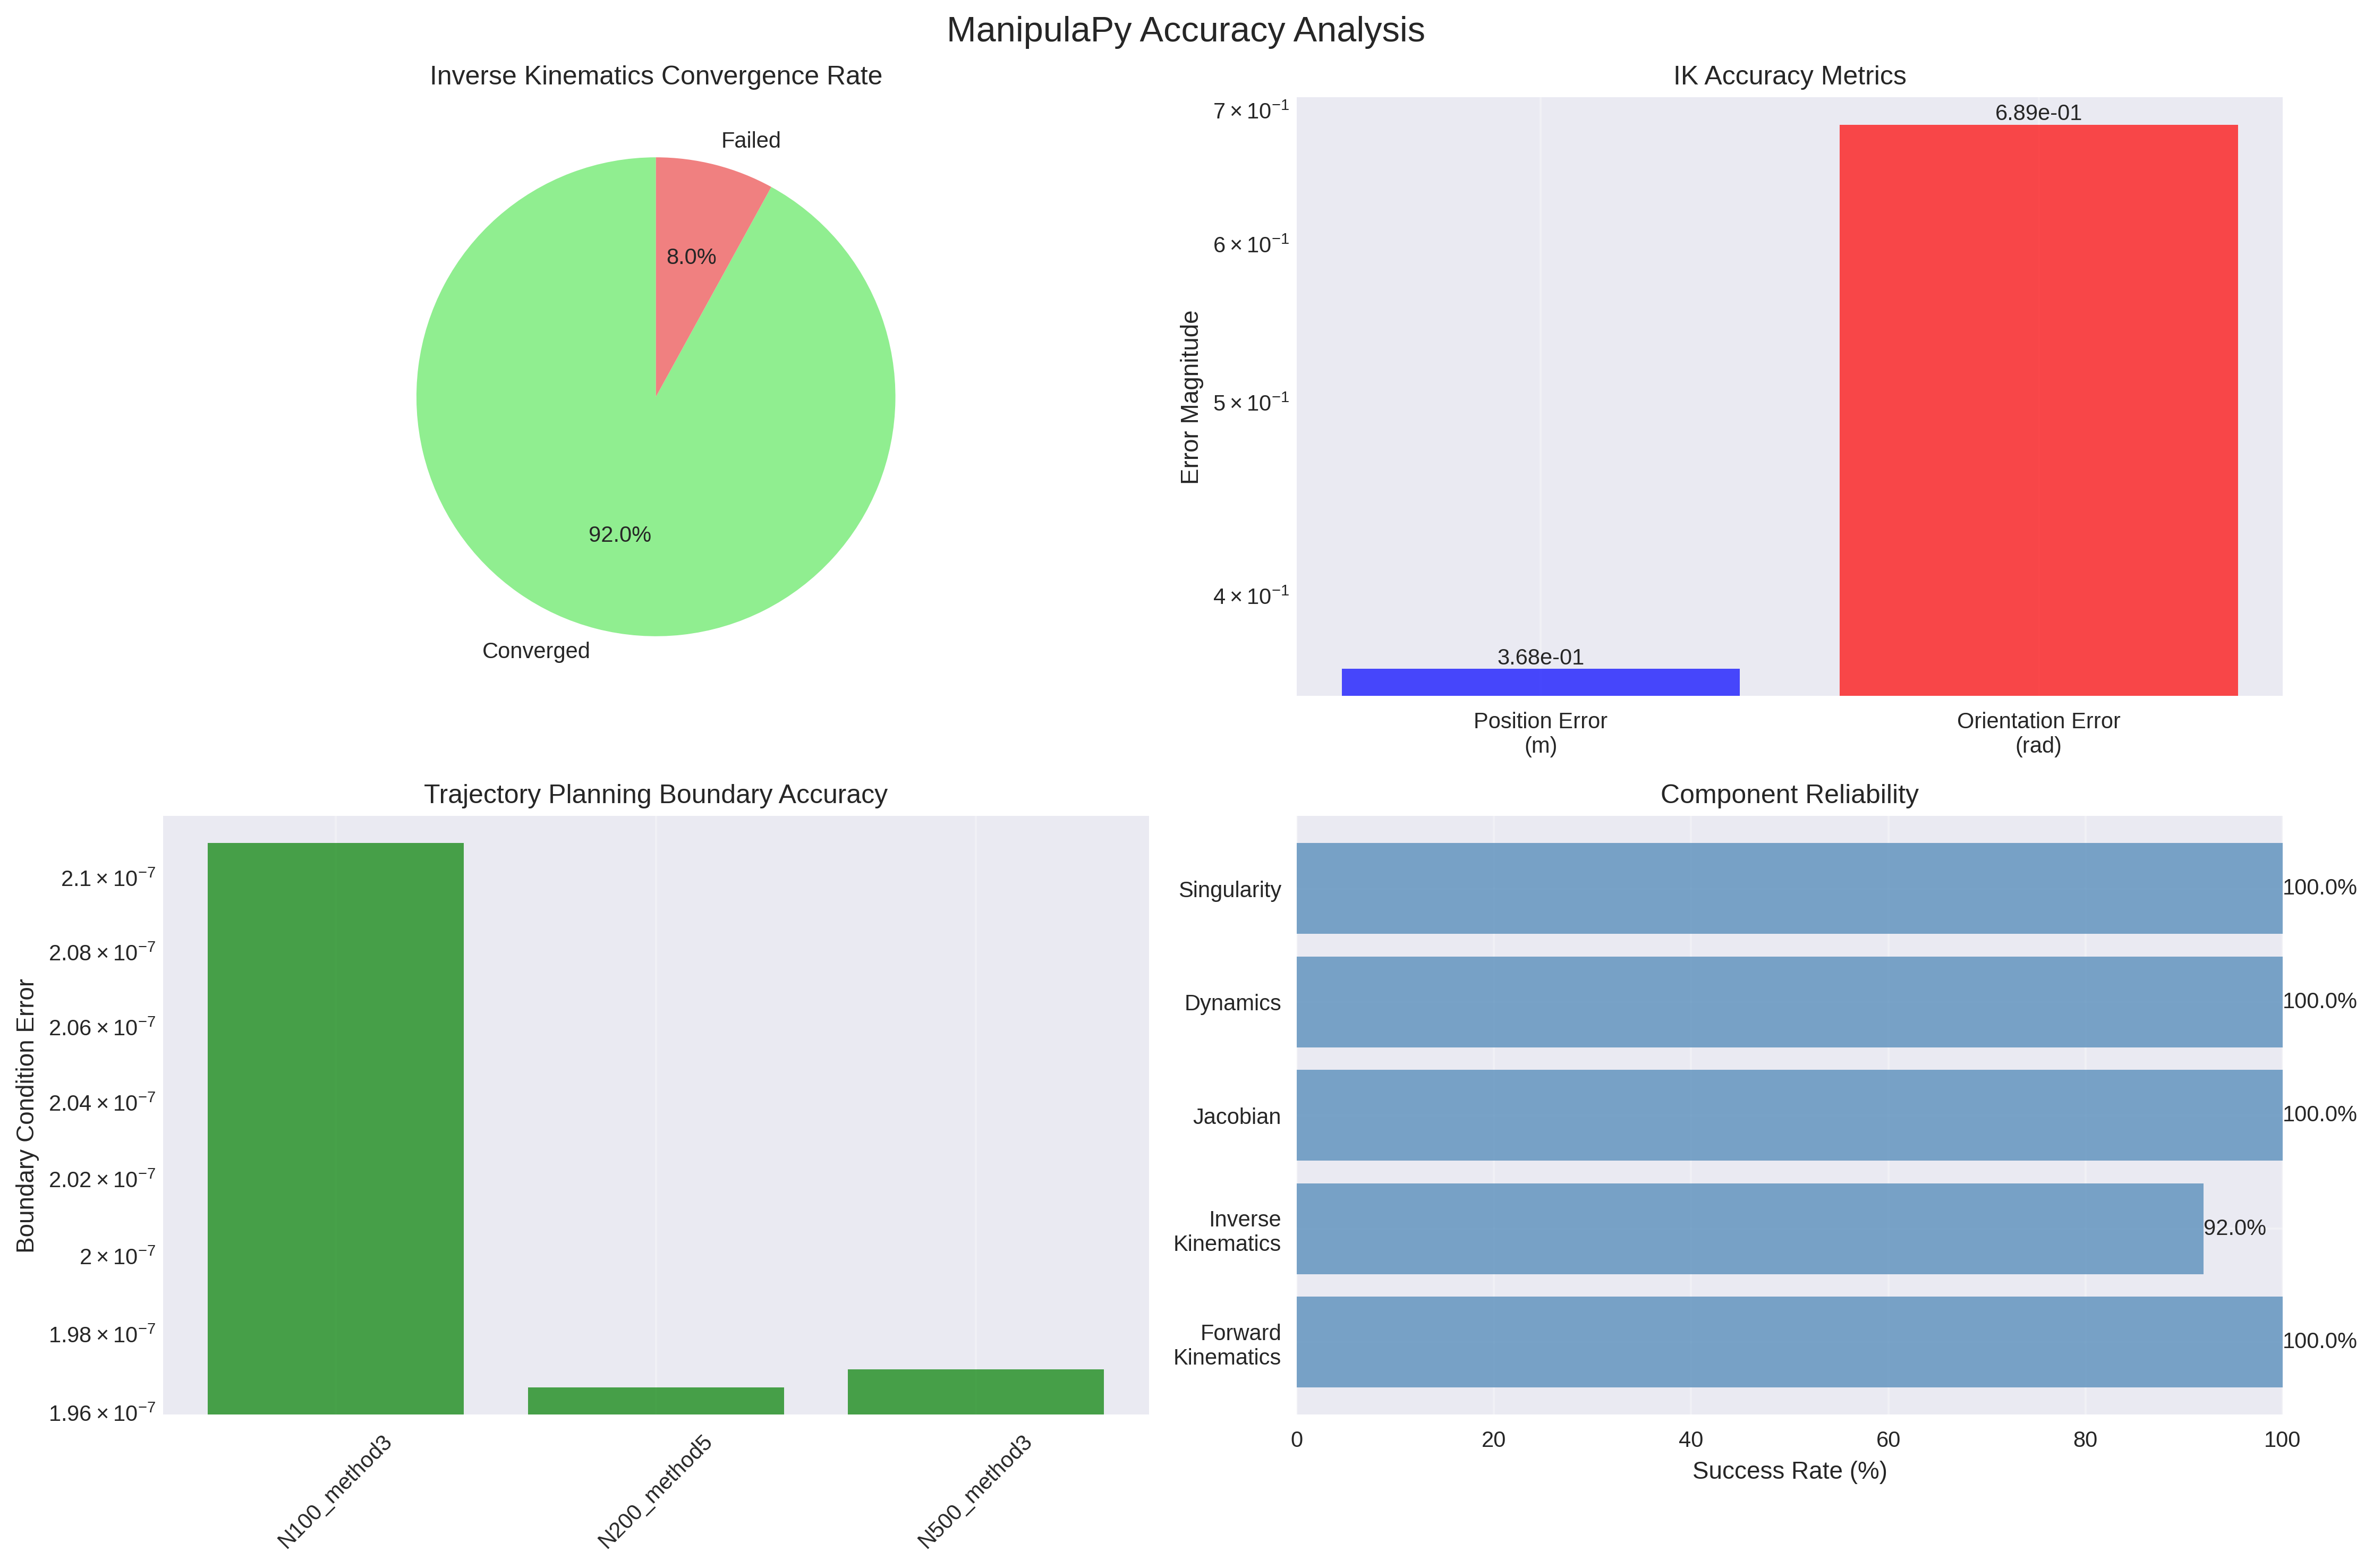 ManipulaPy Accuracy Analysis
Inverse Kinematics Convergence Rate
Failed
8.0%
92.0%
Converged
IK Accuracy Metrics
Error Magnitude
7 × 10⁻¹
6 × 10⁻¹
5 × 10⁻¹
4 × 10⁻¹
6.89e-01
3.68e-01
Position Error
(m)
Orientation Error
(rad)
Trajectory Planning Boundary Accuracy
Boundary Condition Error
2.1 × 10⁻⁷
2.08 × 10⁻⁷
2.06 × 10⁻⁷
2.04 × 10⁻⁷
2.02 × 10⁻⁷
2 × 10⁻⁷
1.98 × 10⁻⁷
1.96 × 10⁻⁷
N100_method3
N200_method5
N500_method3
Component Reliability
Singularity
100.0%
Dynamics
100.0%
Jacobian
100.0%
Inverse
Kinematics
92.0%
Forward
Kinematics
100.0%
0
20
40
60
80
100
Success Rate (%)